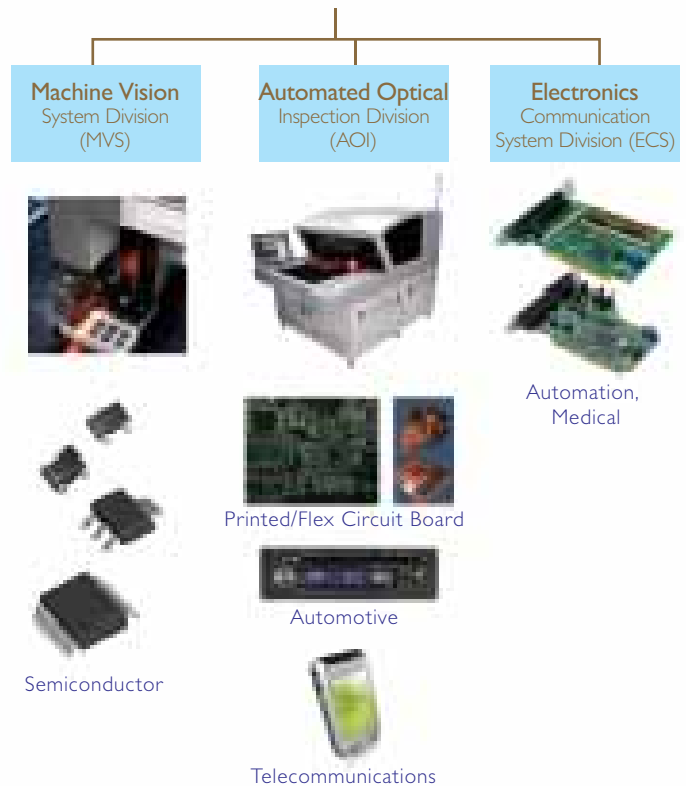 Machine Vision
System Division
(MVS)
Automated Optical
Inspection Division
(AOI)
Electronics
Communication
System Division (ECS)
Automation,
Medical
Printed/Flex Circuit Board
Automotive
Semiconductor
Telecommunications